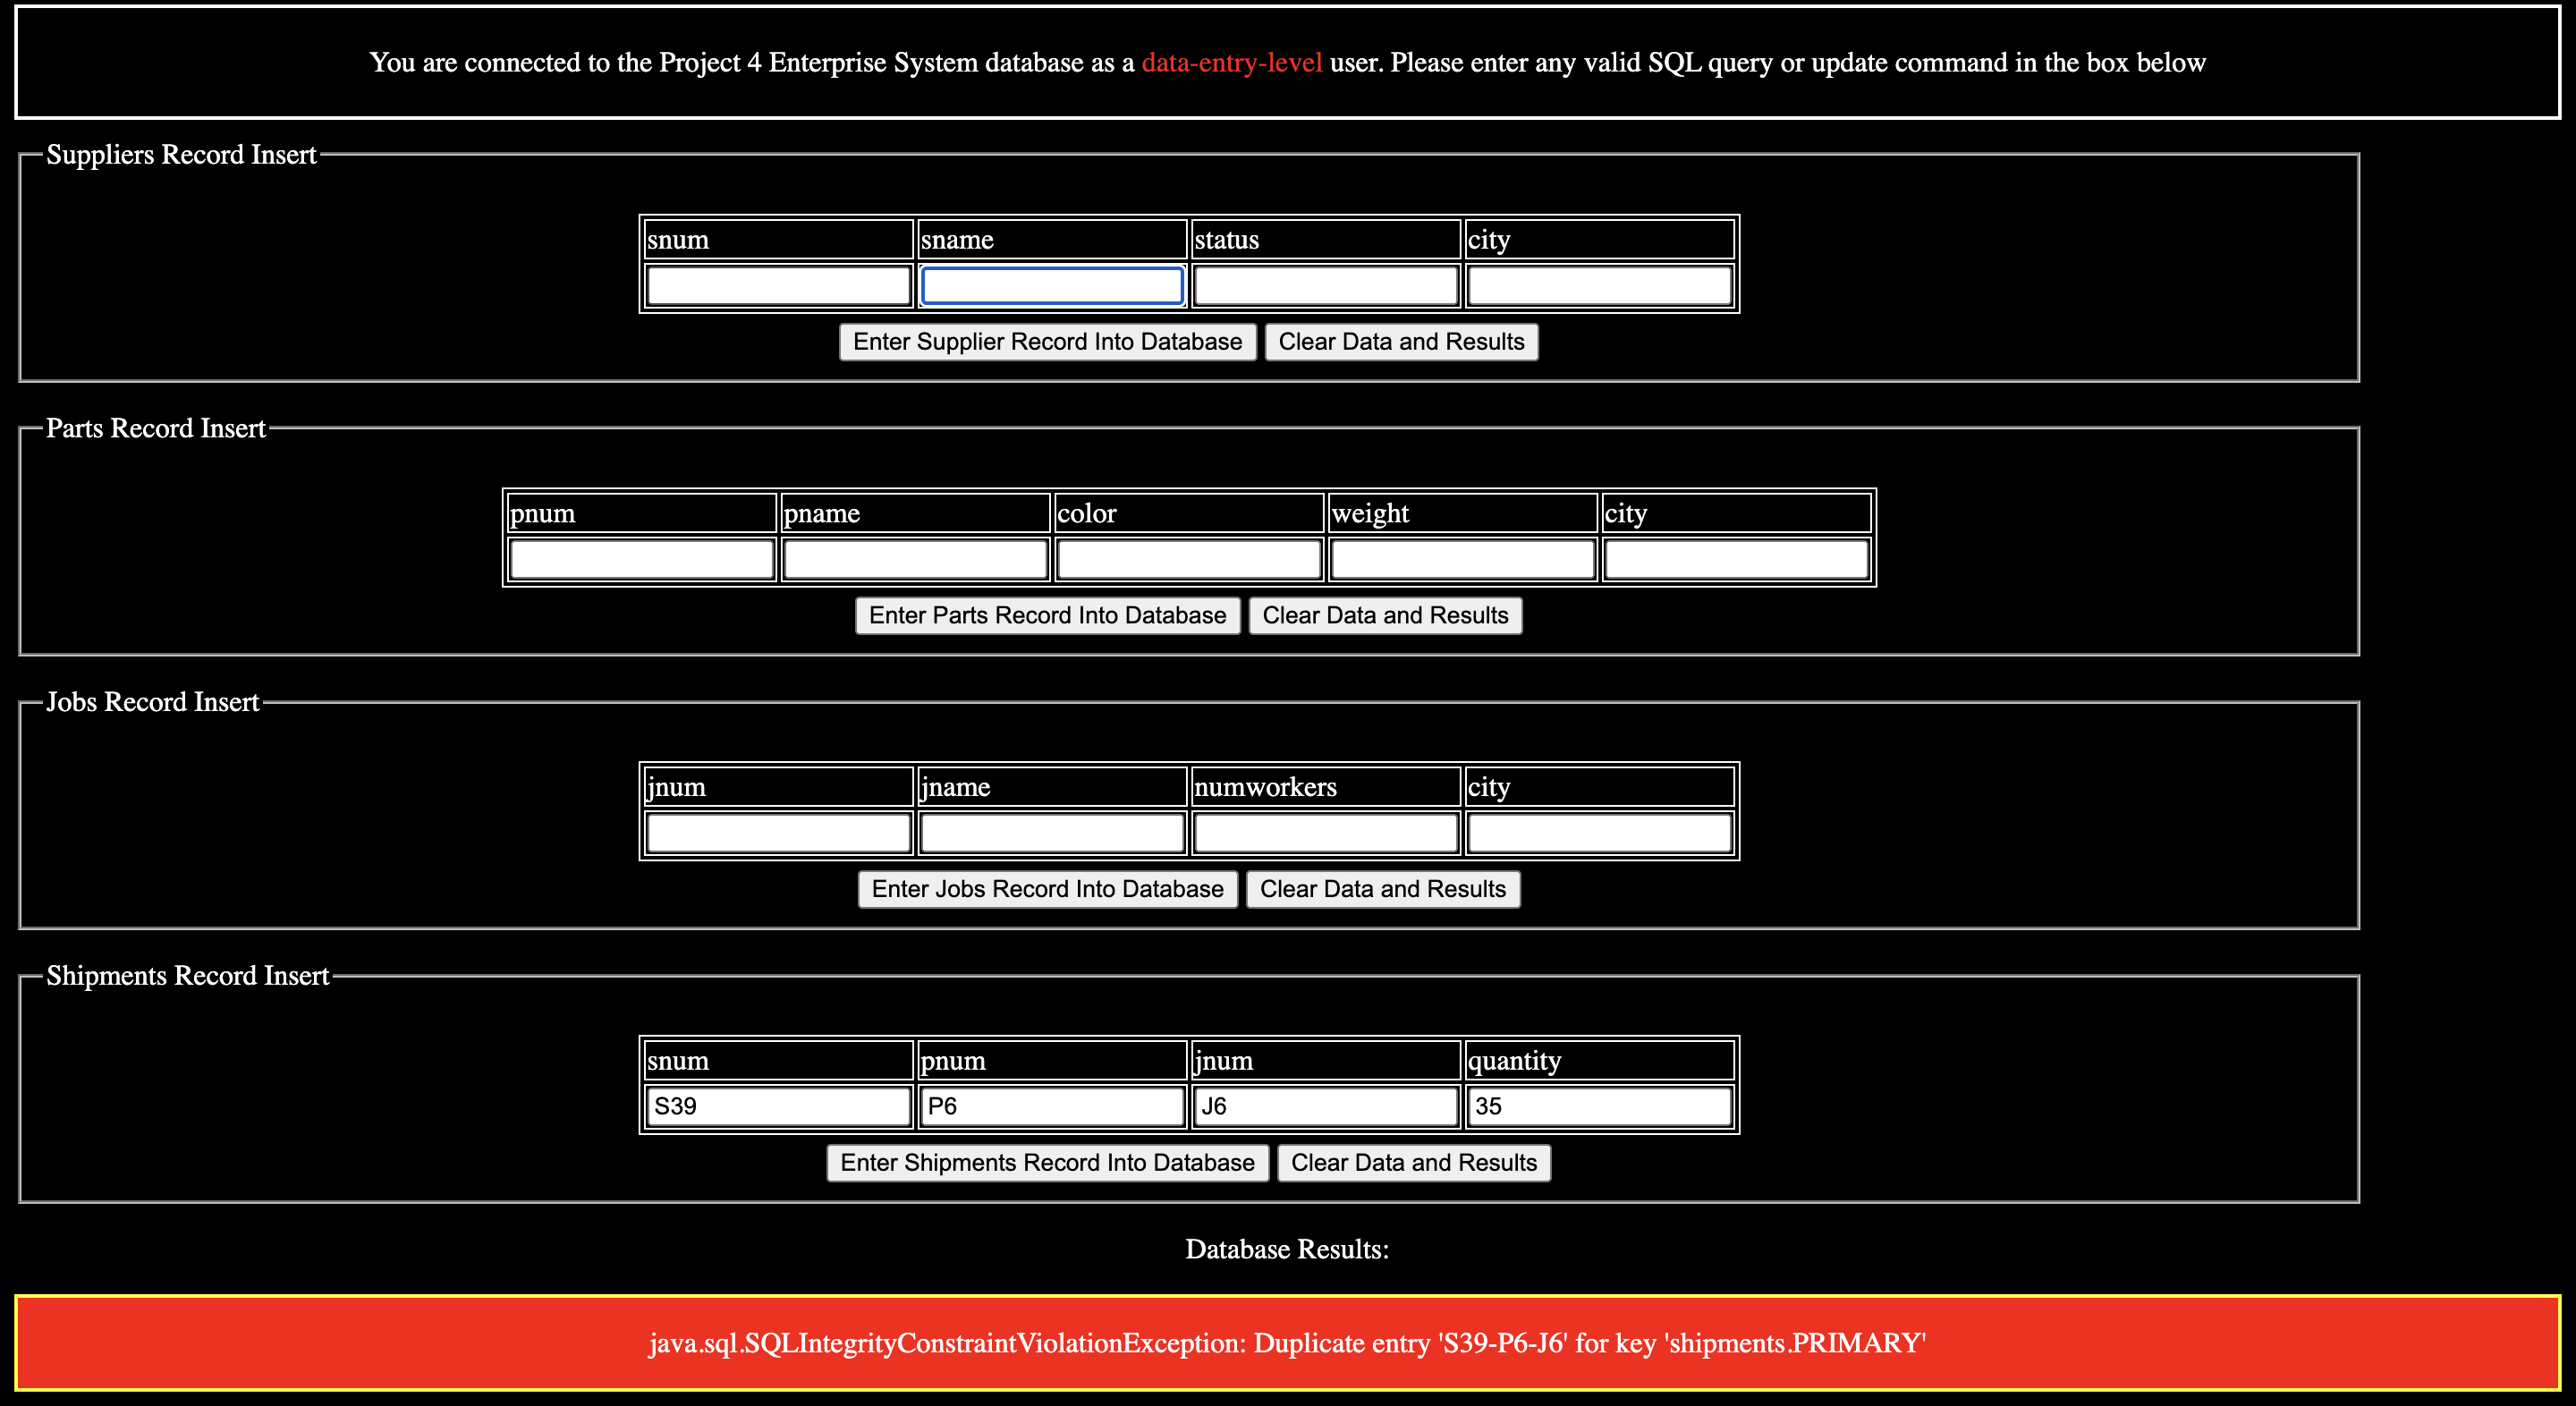 You are connected to the Project 4 Enterprise System database as a data-entry-level user. Please enter any valid SQL query or update command in the box below
Suppliers Record Insert
snum sname status city
Enter Supplier Record Into Database Clear Data and Results
Parts Record Insert
pnum pname color weight city
Enter Parts Record Into Database Clear Data and Results
Jobs Record Insert
jnum jname numworkers city
Enter Jobs Record Into Database Clear Data and Results
Shipments Record Insert
snum pnum jnum quantity
S39 P6 J6 35
Enter Shipments Record Into Database Clear Data and Results
Database Results:
java.sql.SQLIntegrityConstraintViolationException: Duplicate entry 'S39-P6-J6' for key 'shipments.PRIMARY'